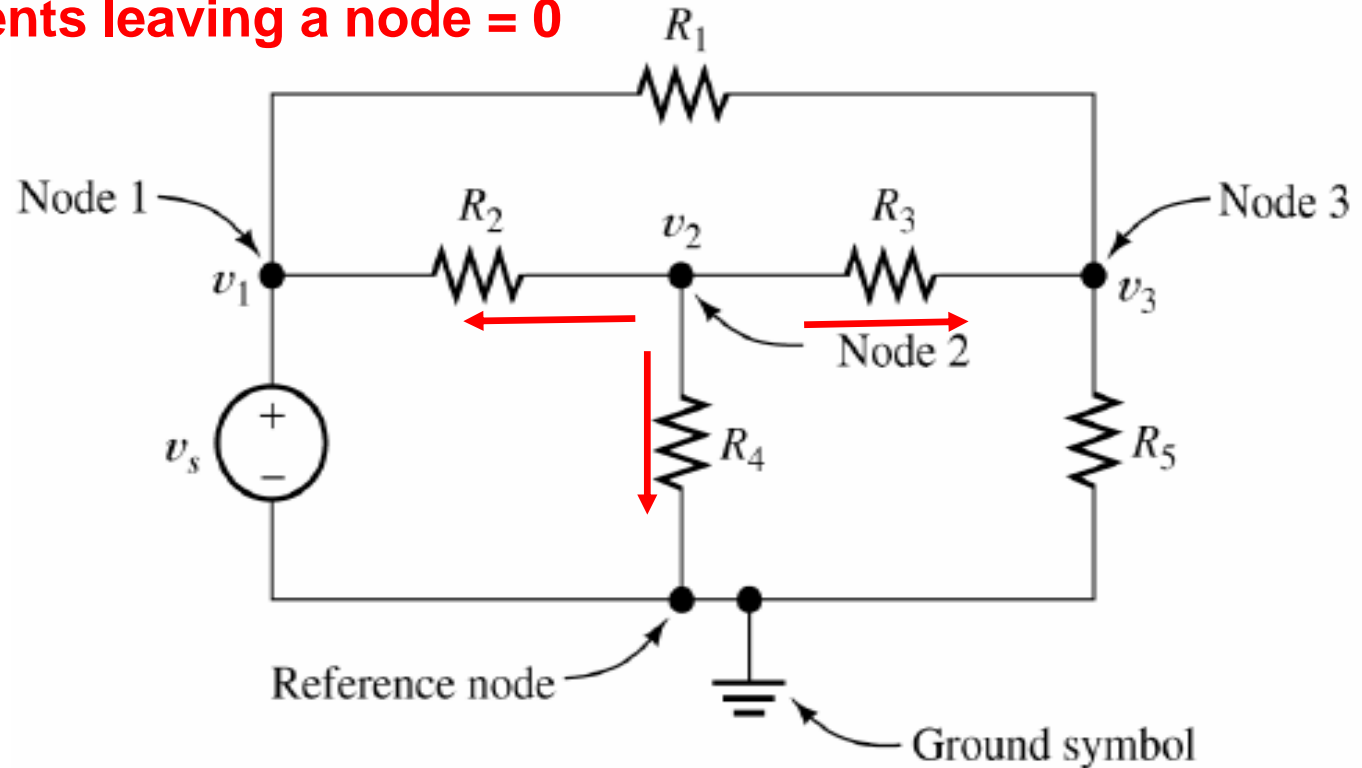 leaving a node = 0
R1
Node 1
R2
v2
R3
Node 3
v1
v3
Node 2
+
vs
−
R4
R5
Reference node
Ground symbol